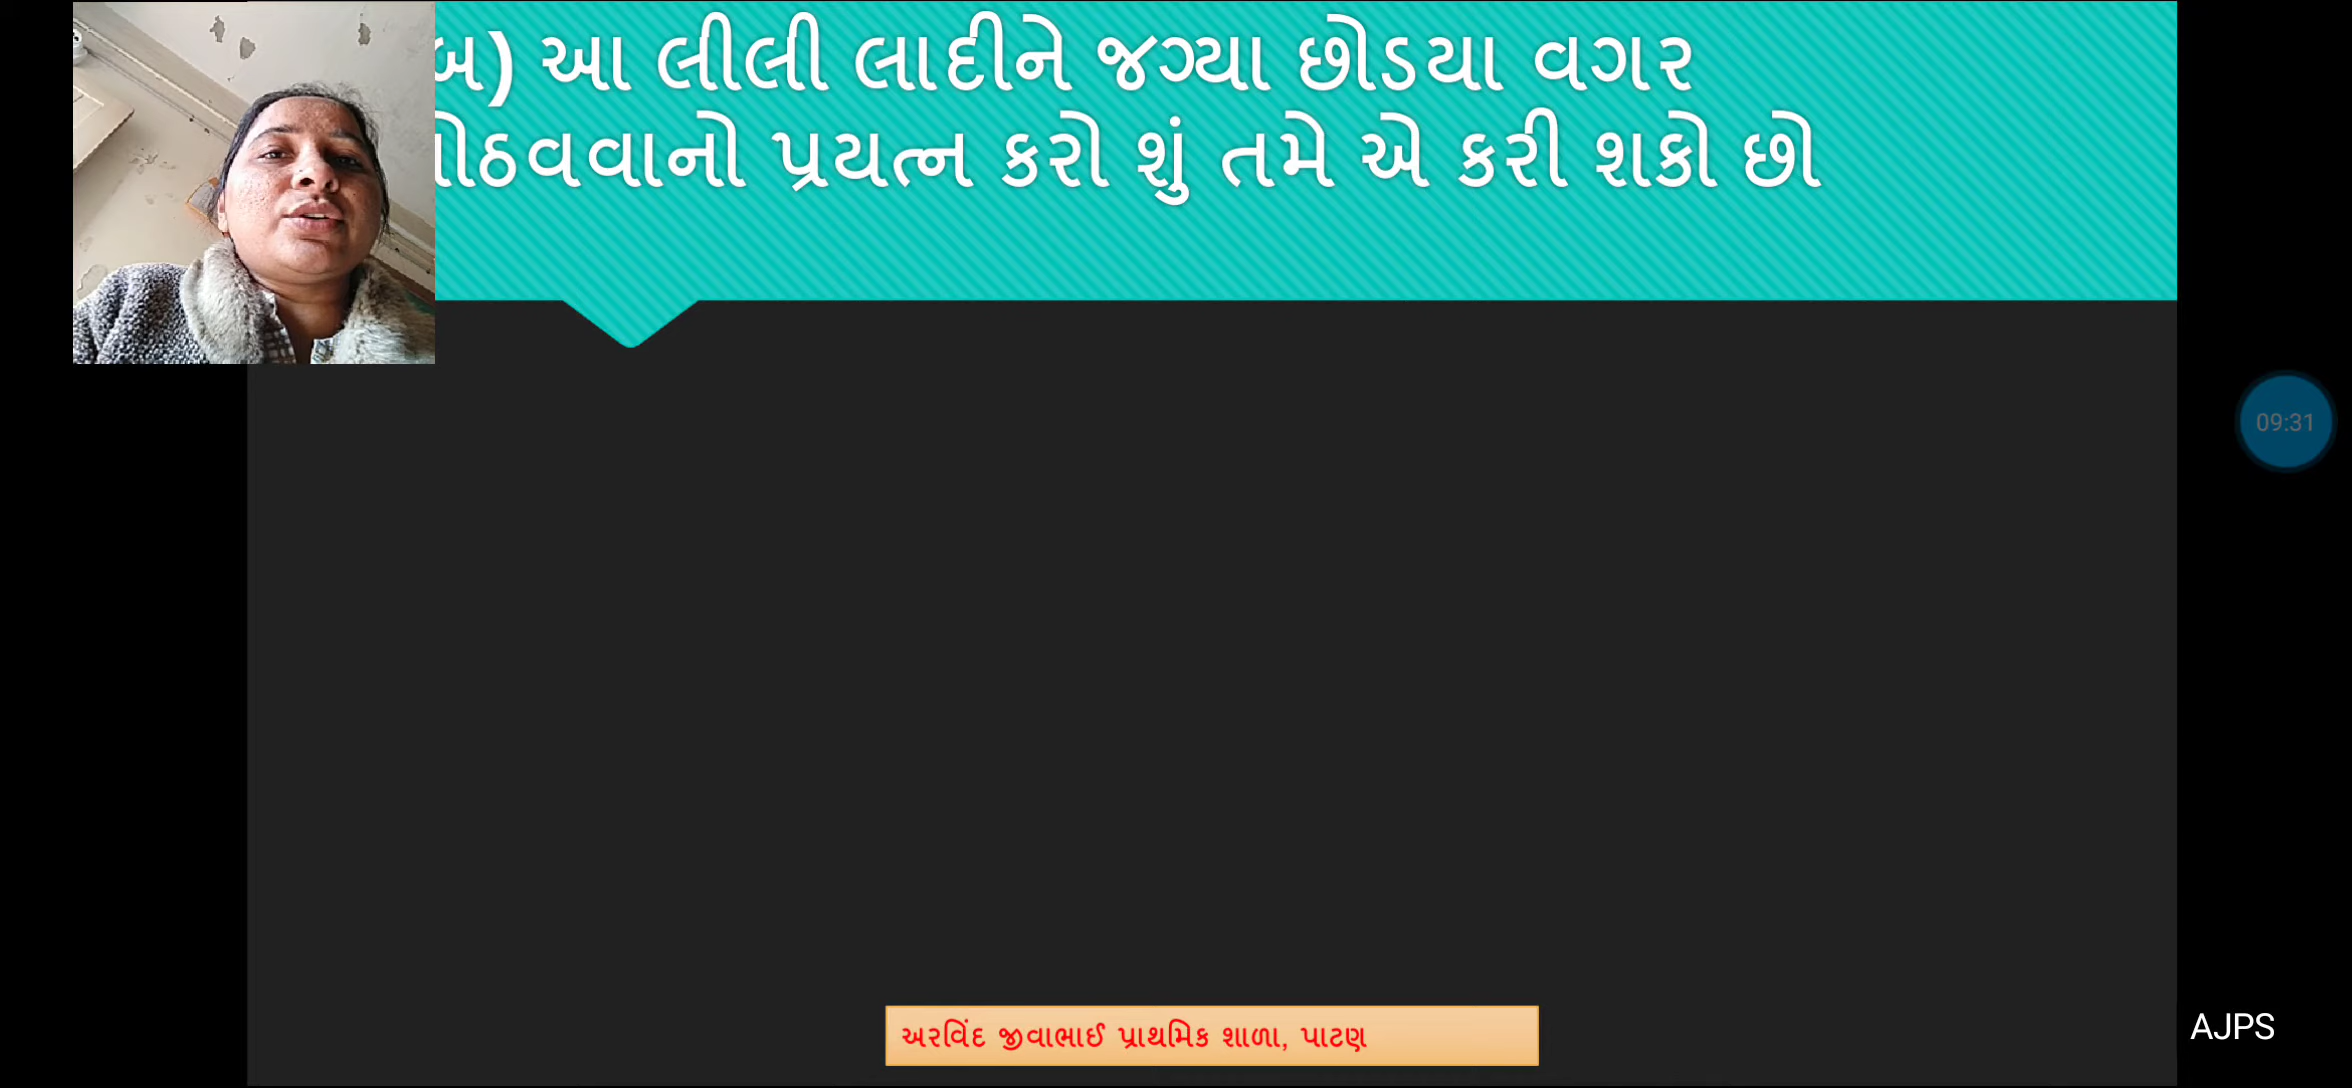 બ) આ લીલી લાદીને જગ્યા છોડયા વગર
ગોઠવવાનો પ્રયત્ન કરો શું તમે એ કરી શકો છો
09:31
અરવિંદ જીવાભાઈ પ્રાથમિક શાળા, પાટણ
AJPS